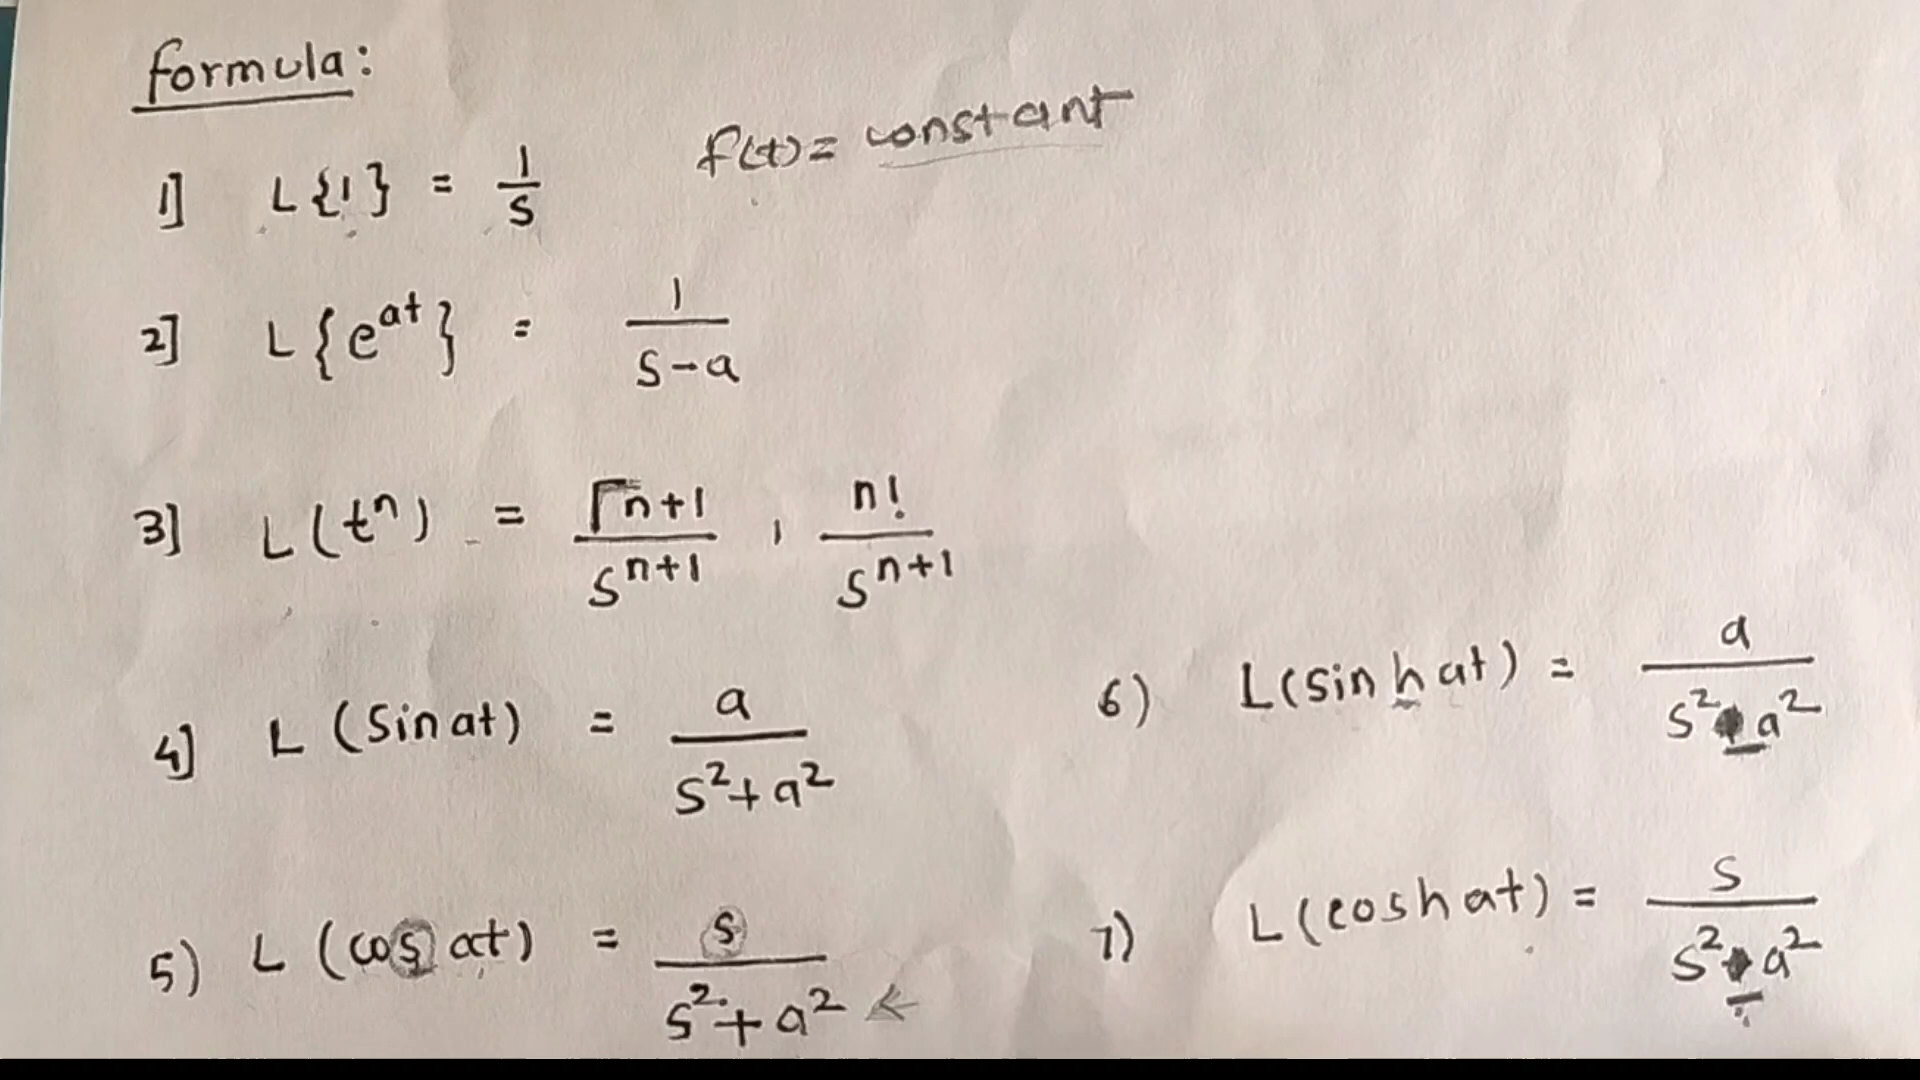 formula:
f(t) = constant
1] L{1} = 1/s
2] L{e^at} = 1/(s-a)
3] L(t^n) = Γn+1/s^(n+1) , n!/s^(n+1)
4] L(sin at) = a/(s²+a²)
5) L(cos at) = s/(s²+a²) ←
6) L(sinh at) = a/(s² - a²)
7) L(cosh at) = s/(s² - a²)